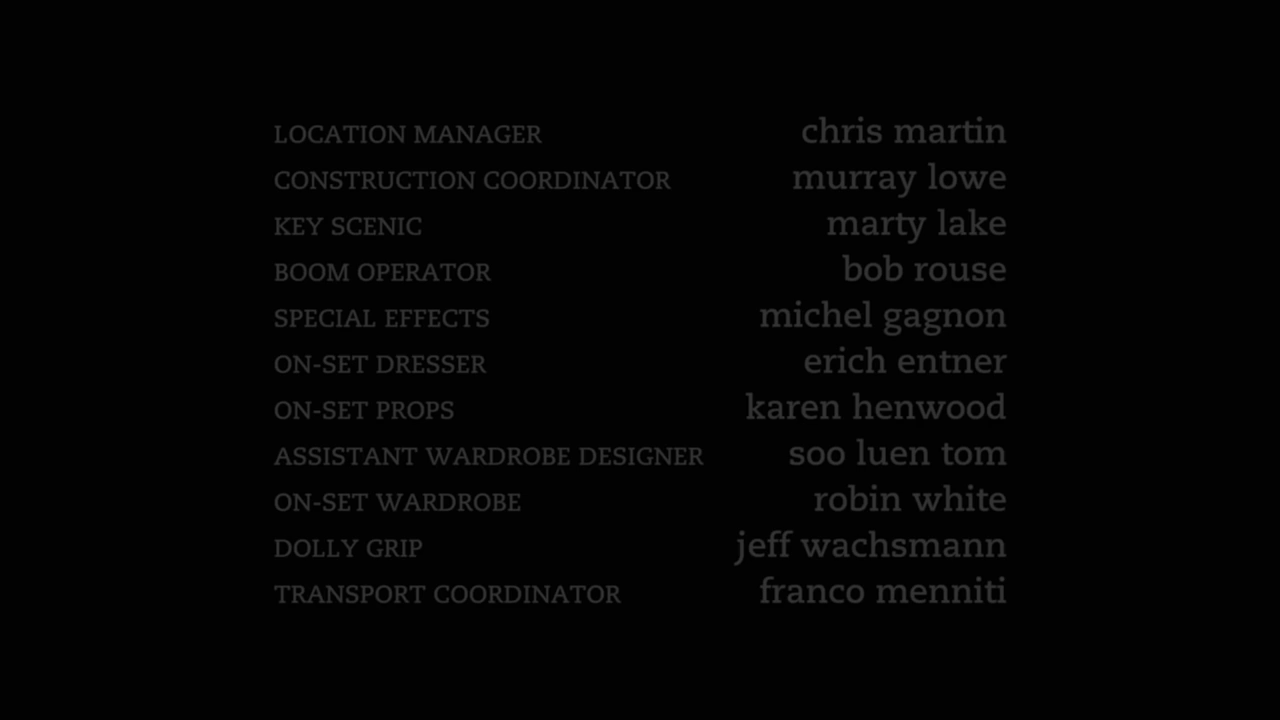 LOCATION MANAGER chris martin
CONSTRUCTION COORDINATOR murray lowe
KEY SCENIC marty lake
BOOM OPERATOR bob rouse
SPECIAL EFFECTS michel gagnon
ON-SET DRESSER erich entner
ON-SET PROPS karen henwood
ASSISTANT WARDROBE DESIGNER soo luen tom
ON-SET WARDROBE robin white
DOLLY GRIP jeff wachsmann
TRANSPORT COORDINATOR franco menniti